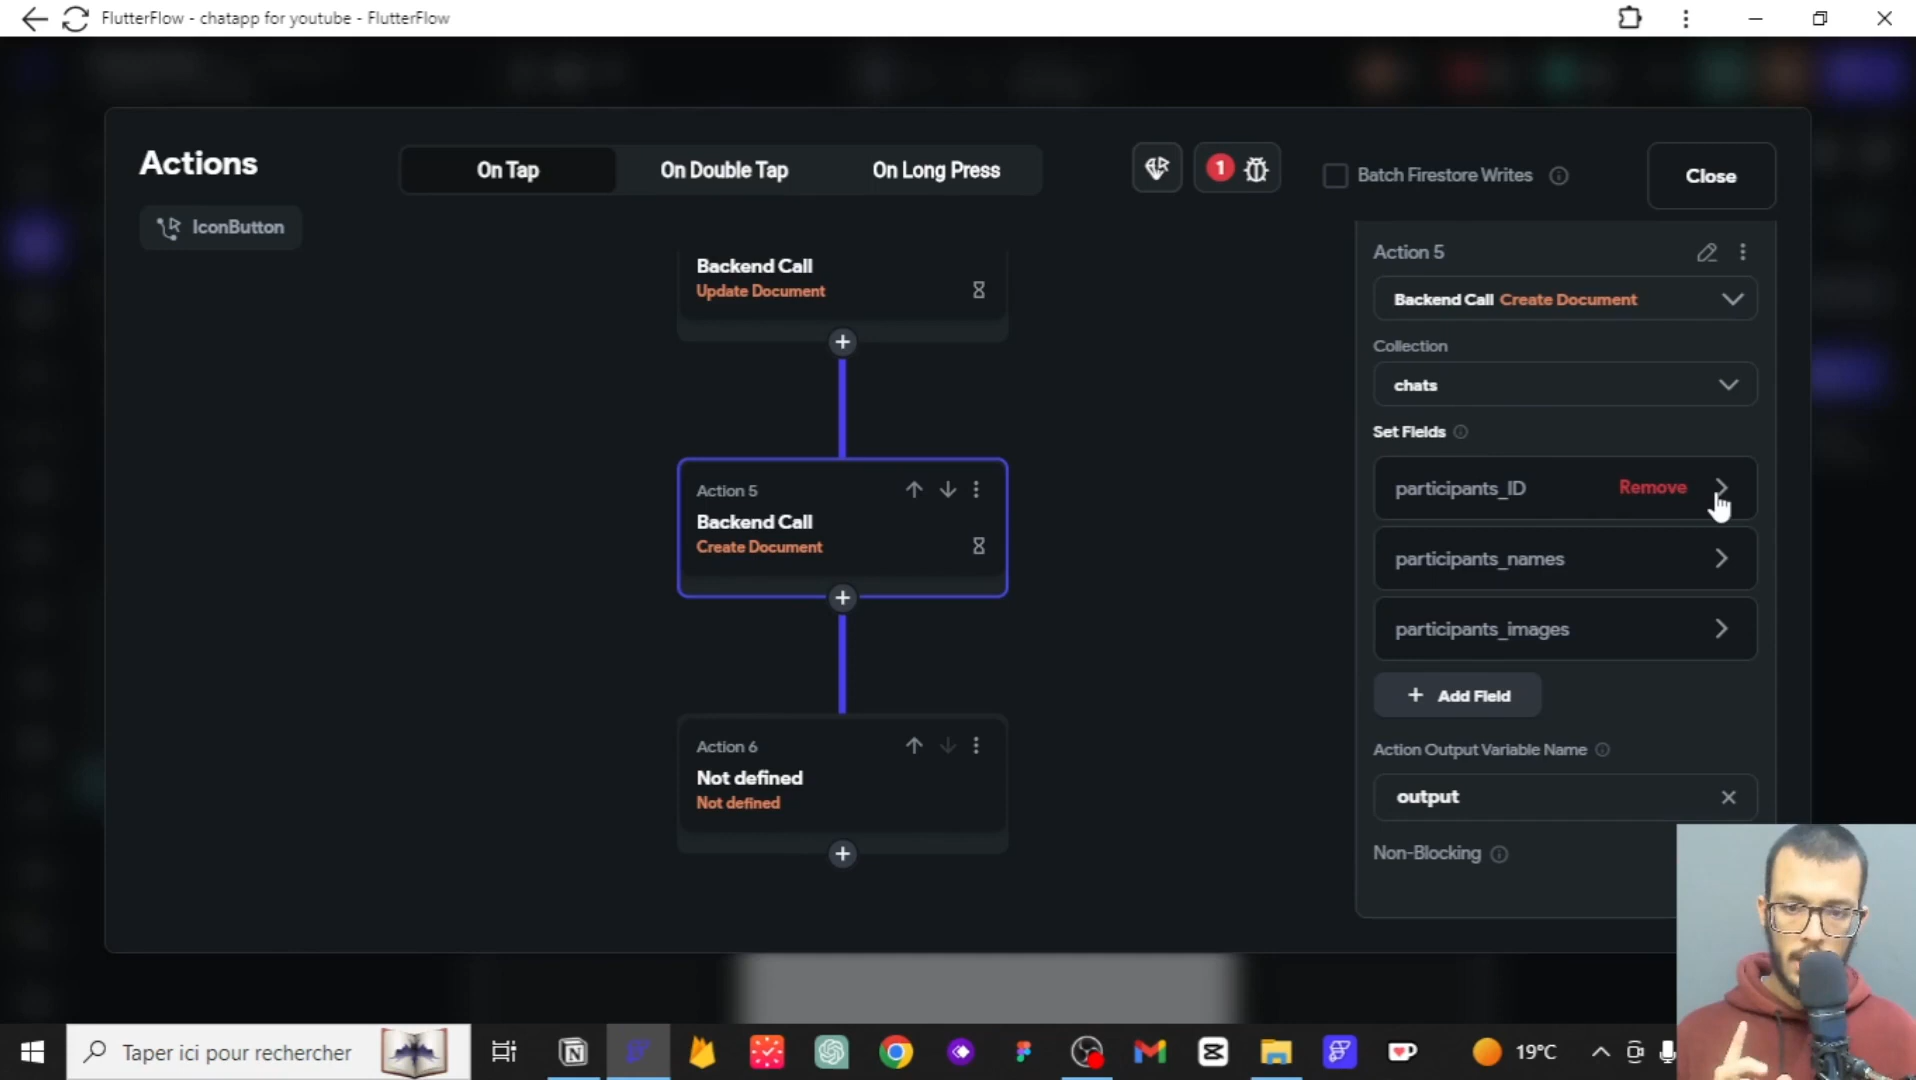 FlutterFlow - chatapp for youtube - FlutterFlow
Actions
On Tap
On Double Tap
On Long Press
1
Batch Firestore Writes
Close
IconButton
Backend Call
Update Document
Action 5
Backend Call
Create Document
Action 6
Not defined
Not defined
Action 5
Backend Call Create Document
Collection
chats
Set Fields
participants_ID
Remove
participants_names
participants_images
+ Add Field
Action Output Variable Name
output
Non-Blocking
Taper ici pour rechercher
19°C